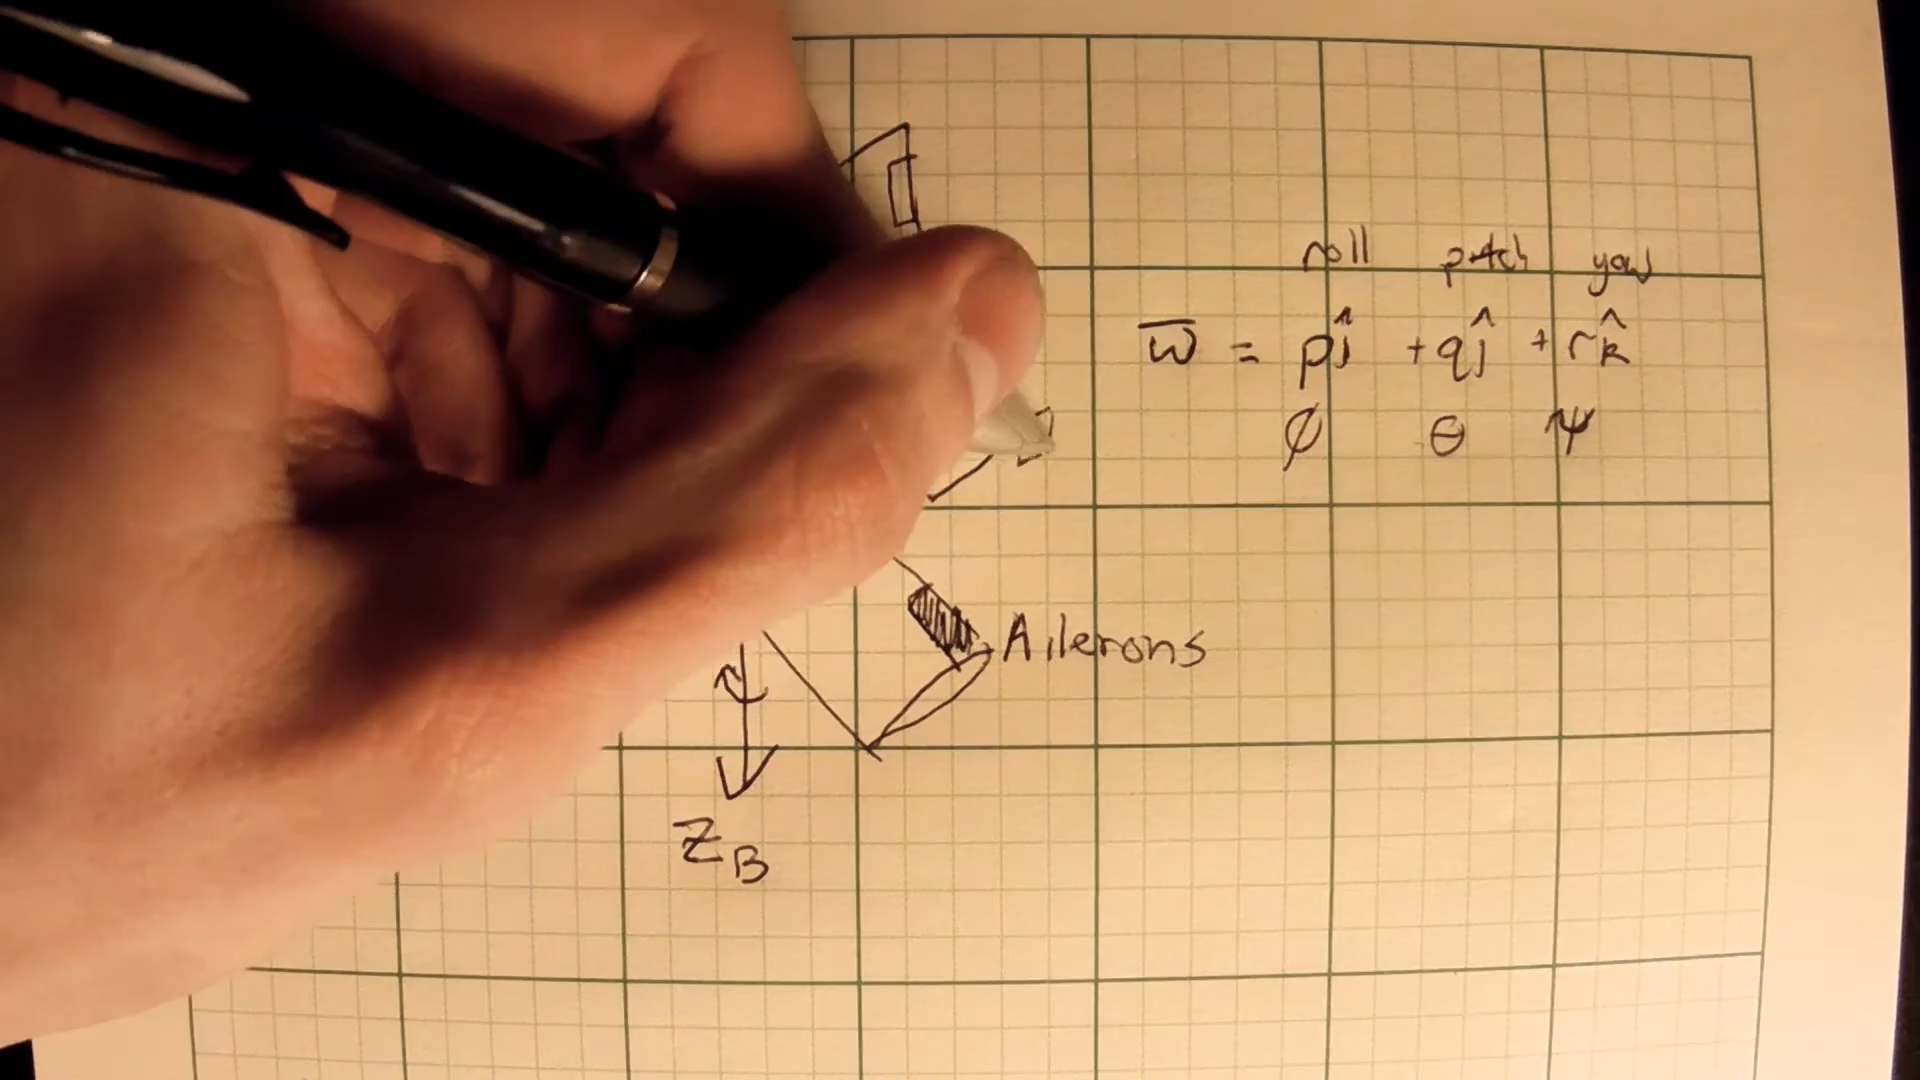 roll pitch yaw
ω̅ = pî + qĵ + rk̂
ϕ θ ψ
Ailerons
ψ
Z_B